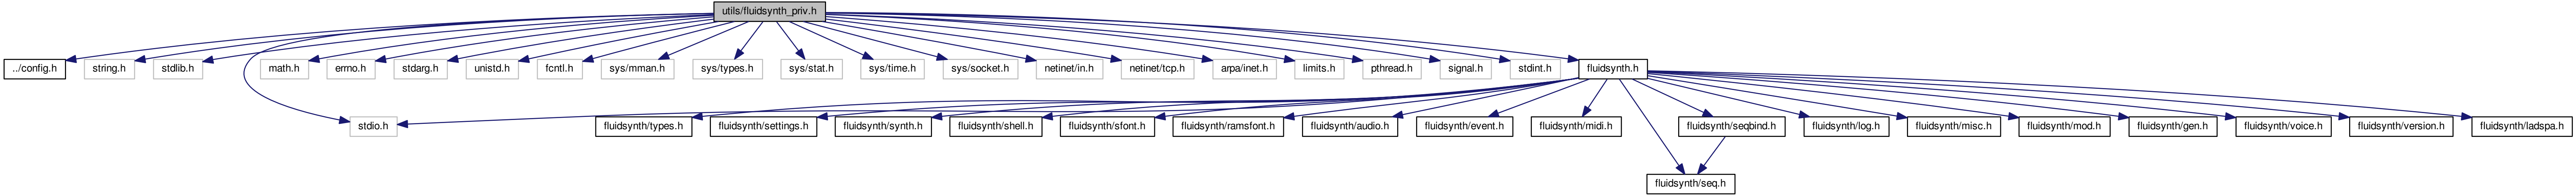 utils/fluidsynth_priv.h
../config.h
string.h
stdlib.h
math.h
errno.h
stdarg.h
unistd.h
fcntl.h
sys/mman.h
sys/types.h
sys/stat.h
sys/time.h
sys/socket.h
netinet/in.h
netinet/tcp.h
arpa/inet.h
limits.h
pthread.h
signal.h
stdint.h
fluidsynth.h
stdio.h
fluidsynth/types.h
fluidsynth/settings.h
fluidsynth/synth.h
fluidsynth/shell.h
fluidsynth/sfont.h
fluidsynth/ramsfont.h
fluidsynth/audio.h
fluidsynth/event.h
fluidsynth/midi.h
fluidsynth/seqbind.h
fluidsynth/log.h
fluidsynth/misc.h
fluidsynth/mod.h
fluidsynth/gen.h
fluidsynth/voice.h
fluidsynth/version.h
fluidsynth/ladspa.h
fluidsynth/seq.h